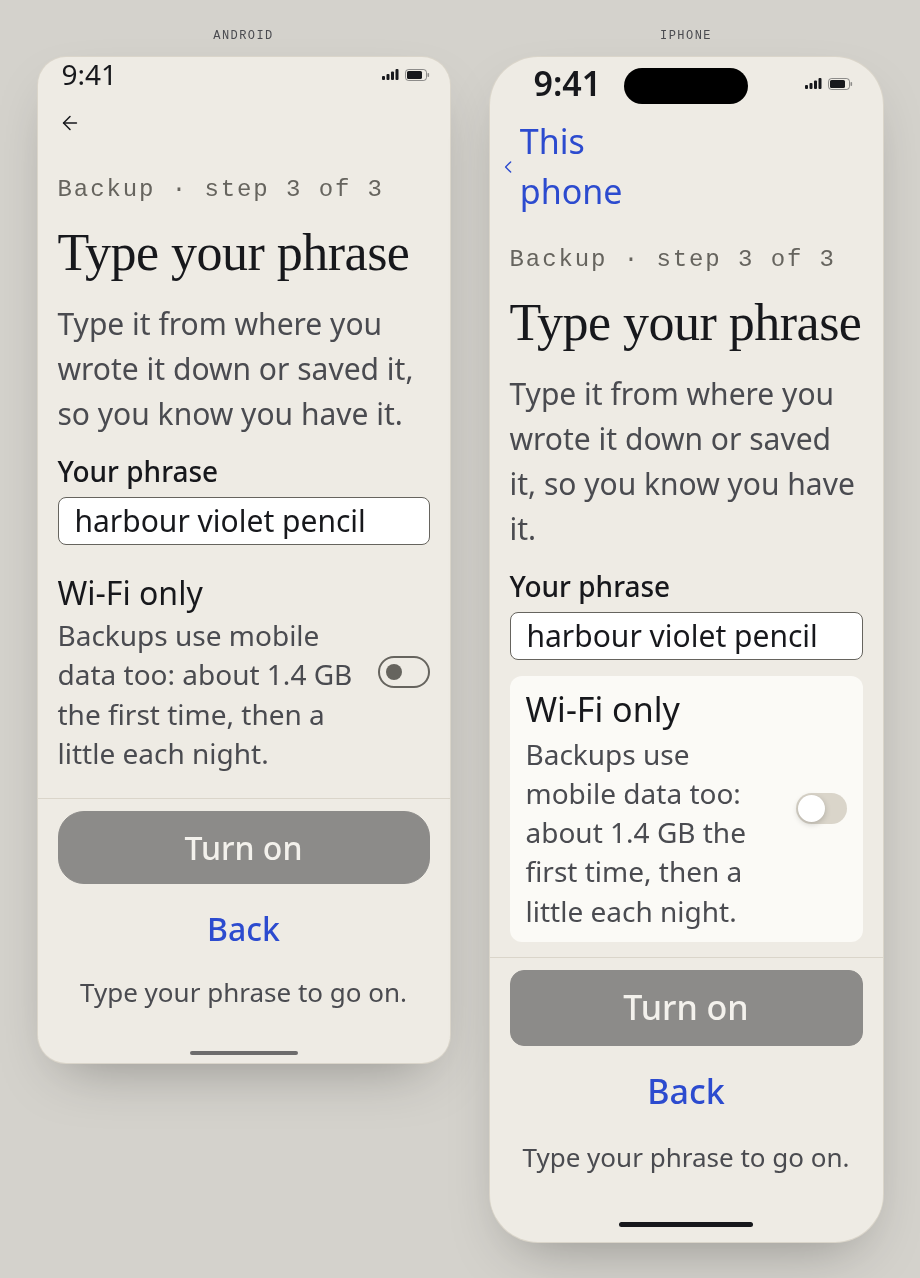 ANDROID
9:41
Backup · step 3 of 3
Type your phrase
Type it from where you
wrote it down or saved it,
so you know you have it.
Your phrase
harbour violet pencil
Wi-Fi only
Backups use mobile
data too: about 1.4 GB
the first time, then a
little each night.
Turn on
Back
Type your phrase to go on.
IPHONE
9:41
This
phone
Backup · step 3 of 3
Type your phrase
Type it from where you
wrote it down or saved
it, so you know you have
it.
Your phrase
harbour violet pencil
Wi-Fi only
Backups use
mobile data too:
about 1.4 GB the
first time, then a
little each night.
Turn on
Back
Type your phrase to go on.